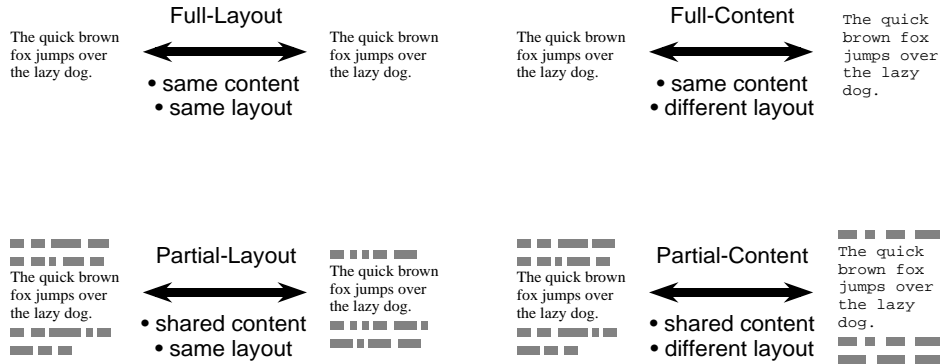 Full-Layout
The quick brown
fox jumps over
the lazy dog.
• same content
• same layout
The quick brown
fox jumps over
the lazy dog.
Full-Content
The quick brown
fox jumps over
the lazy dog.
• same content
• different layout
The quick
brown fox
jumps over
the lazy
dog.
Partial-Layout
The quick brown
fox jumps over
the lazy dog.
• shared content
• same layout
The quick brown
fox jumps over
the lazy dog.
Partial-Content
The quick brown
fox jumps over
the lazy dog.
• shared content
• different layout
The quick
brown fox
jumps over
the lazy
dog.